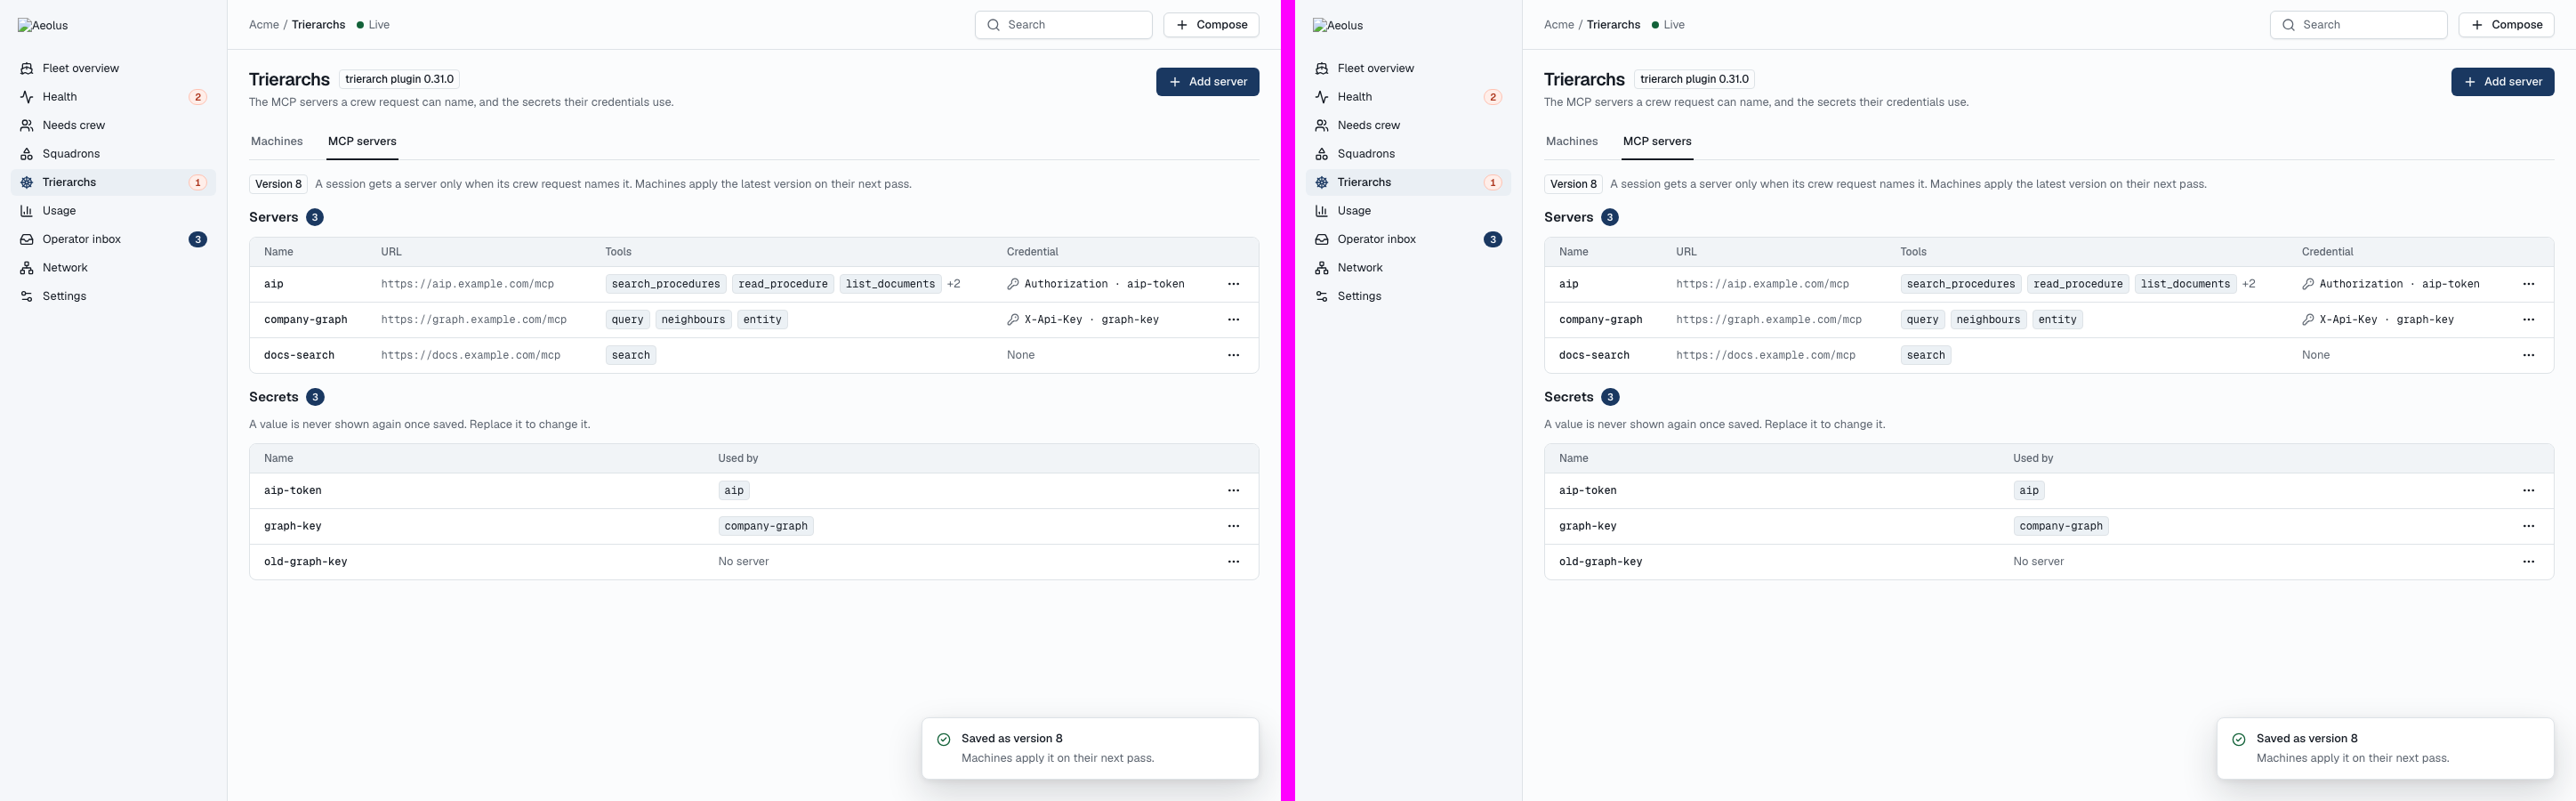 Aeolus
Acme / Trierarchs Live
Search
Compose
Fleet overview
Health 2
Needs crew
Squadrons
Trierarchs 1
Usage
Operator inbox 3
Network
Settings
Trierarchs trierarch plugin 0.31.0
Add server
The MCP servers a crew request can name, and the secrets their credentials use.
Machines MCP servers
Version 8 A session gets a server only when its crew request names it. Machines apply the latest version on their next pass.
Servers 3
Name URL Tools Credential
aip https://aip.example.com/mcp search_procedures read_procedure list_documents +2 Authorization · aip-token
company-graph https://graph.example.com/mcp query neighbours entity X-Api-Key · graph-key
docs-search https://docs.example.com/mcp search None
Secrets 3
A value is never shown again once saved. Replace it to change it.
Name Used by
aip-token aip
graph-key company-graph
old-graph-key No server
Saved as version 8
Machines apply it on their next pass.
Aeolus
Acme / Trierarchs Live
Search
Compose
Fleet overview
Health 2
Needs crew
Squadrons
Trierarchs 1
Usage
Operator inbox 3
Network
Settings
Trierarchs trierarch plugin 0.31.0
Add server
The MCP servers a crew request can name, and the secrets their credentials use.
Machines MCP servers
Version 8 A session gets a server only when its crew request names it. Machines apply the latest version on their next pass.
Servers 3
Name URL Tools Credential
aip https://aip.example.com/mcp search_procedures read_procedure list_documents +2 Authorization · aip-token
company-graph https://graph.example.com/mcp query neighbours entity X-Api-Key · graph-key
docs-search https://docs.example.com/mcp search None
Secrets 3
A value is never shown again once saved. Replace it to change it.
Name Used by
aip-token aip
graph-key company-graph
old-graph-key No server
Saved as version 8
Machines apply it on their next pass.